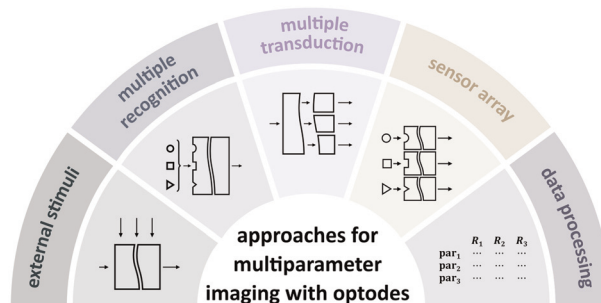 external stimuli
multiple
recognition
multiple
transduction
sensor array
data processing
R₁ R₂ R₃
par₁ ... ... ...
par₂ ... ... ...
par₃ ... ... ...
approaches for
multiparameter
imaging with optodes